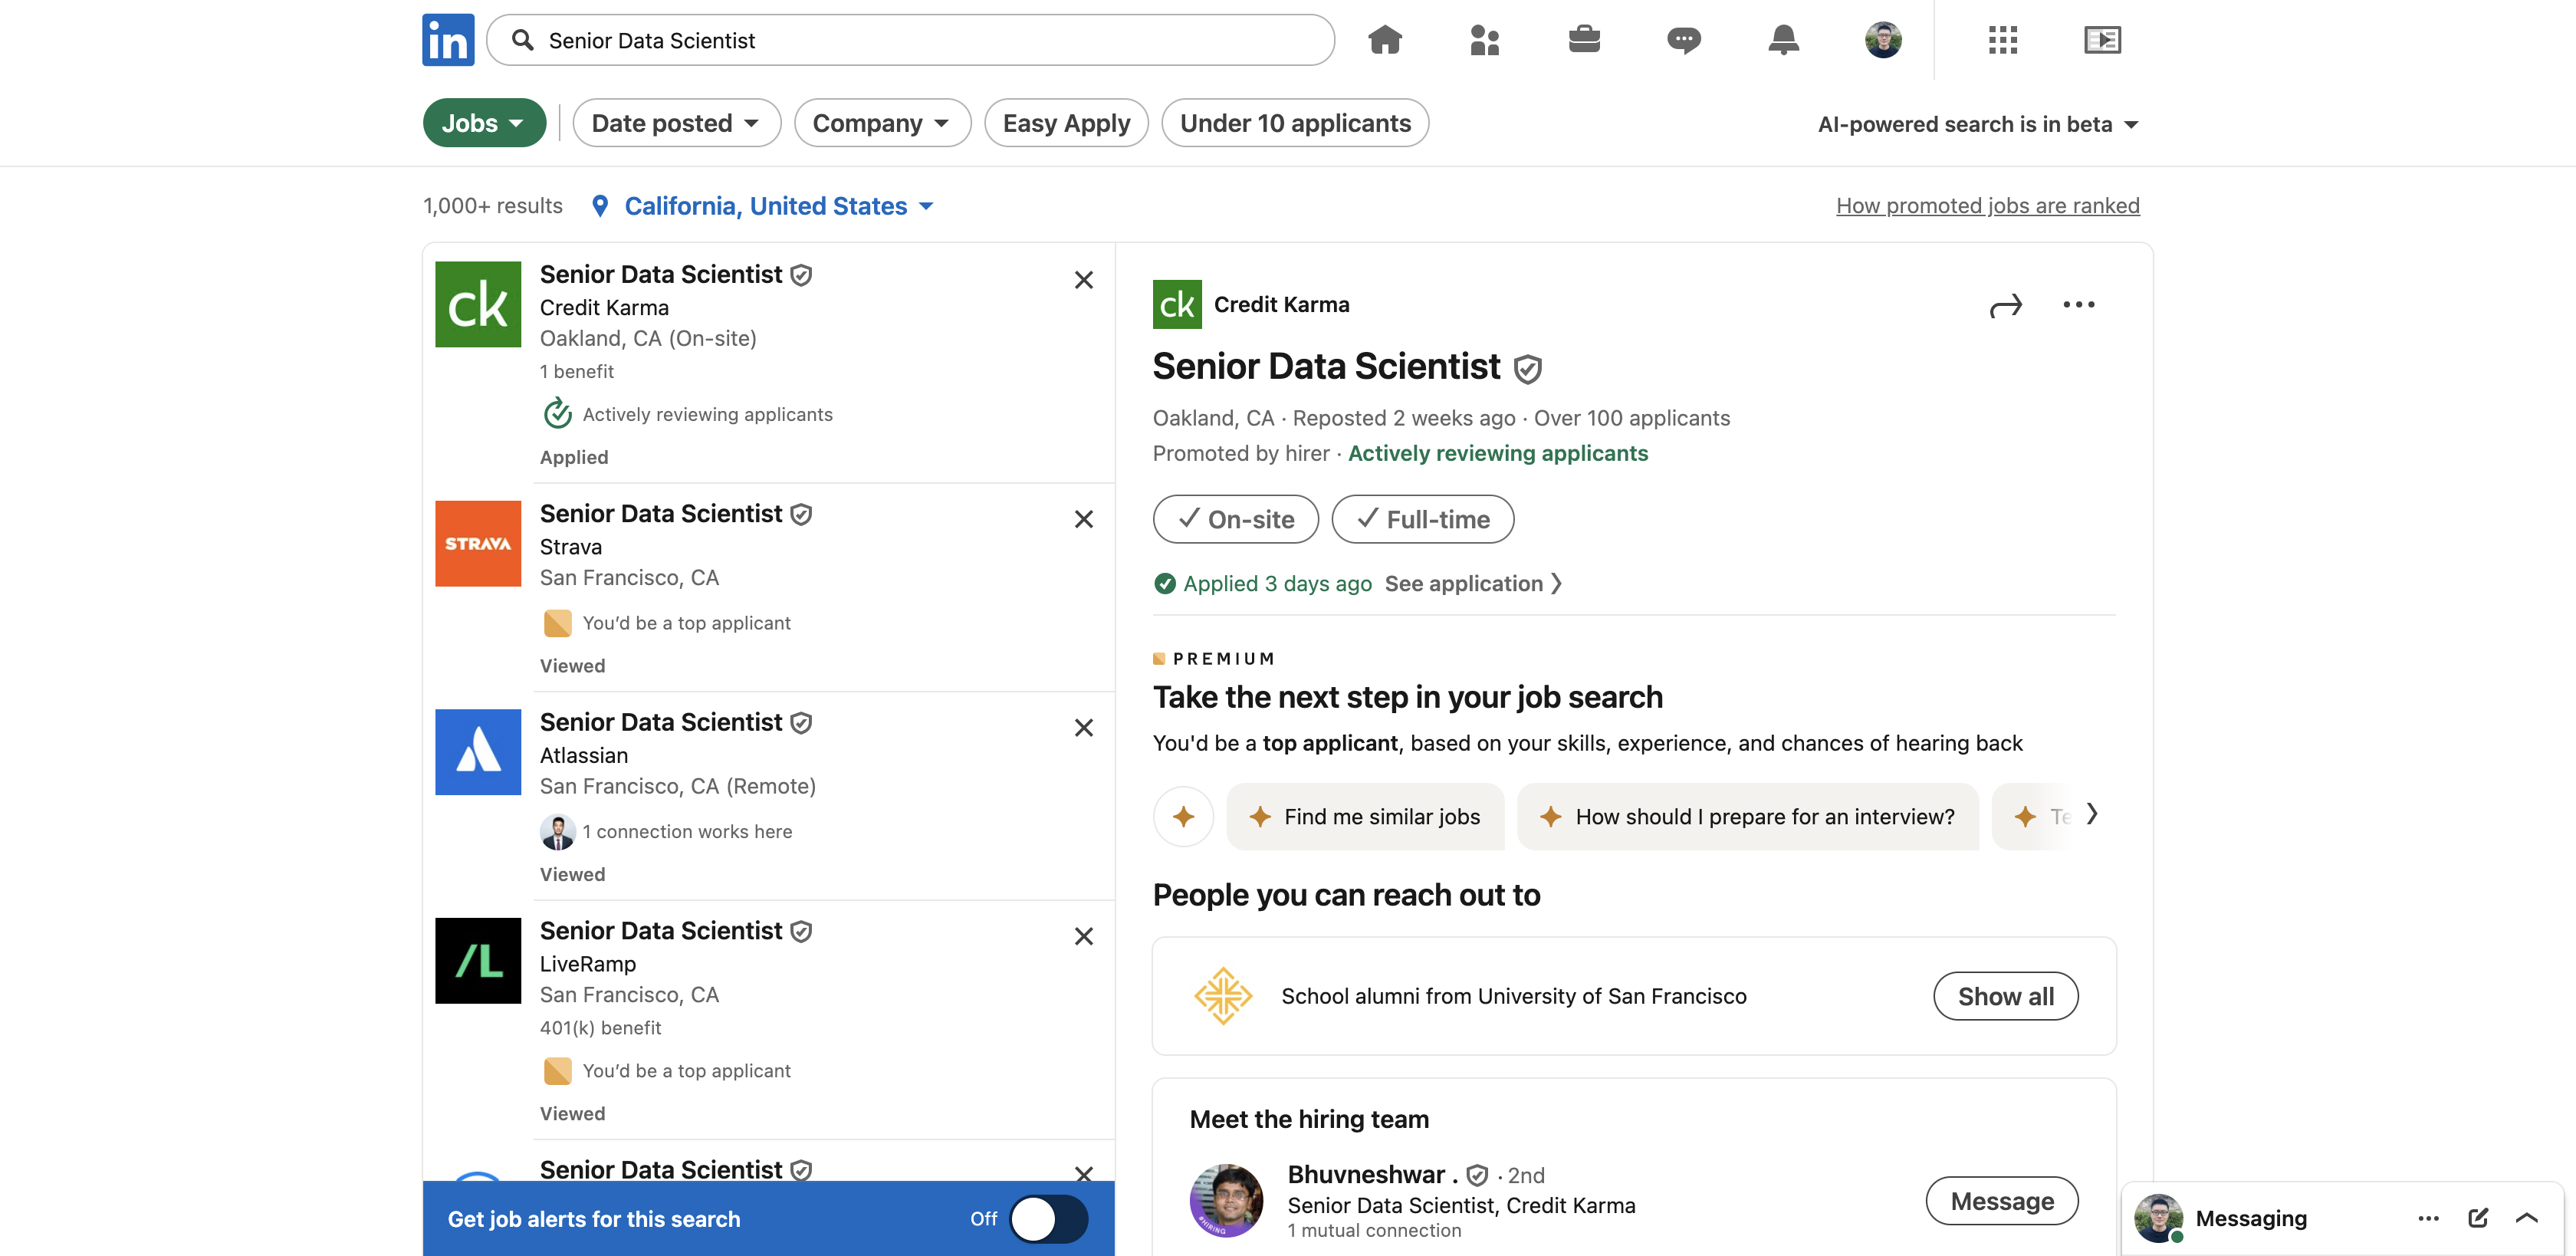 in
Senior Data Scientist
Jobs
Date posted
Company
Easy Apply
Under 10 applicants
AI-powered search is in beta
1,000+ results
California, United States
How promoted jobs are ranked
ck
Senior Data Scientist
Credit Karma
Oakland, CA (On-site)
1 benefit
Actively reviewing applicants
Applied
STRAVA
Senior Data Scientist
Strava
San Francisco, CA
You'd be a top applicant
Viewed
Senior Data Scientist
Atlassian
San Francisco, CA (Remote)
1 connection works here
Viewed
/L
Senior Data Scientist
LiveRamp
San Francisco, CA
401(k) benefit
You'd be a top applicant
Viewed
Senior Data Scientist
Get job alerts for this search
Off
ck
Credit Karma
Senior Data Scientist
Oakland, CA · Reposted 2 weeks ago · Over 100 applicants
Promoted by hirer · Actively reviewing applicants
On-site
Full-time
Applied 3 days ago See application
PREMIUM
Take the next step in your job search
You'd be a top applicant, based on your skills, experience, and chances of hearing back
Find me similar jobs
How should I prepare for an interview?
People you can reach out to
School alumni from University of San Francisco
Show all
Meet the hiring team
Bhuvneshwar . · 2nd
Senior Data Scientist, Credit Karma
1 mutual connection
#HIRING
Message
Messaging